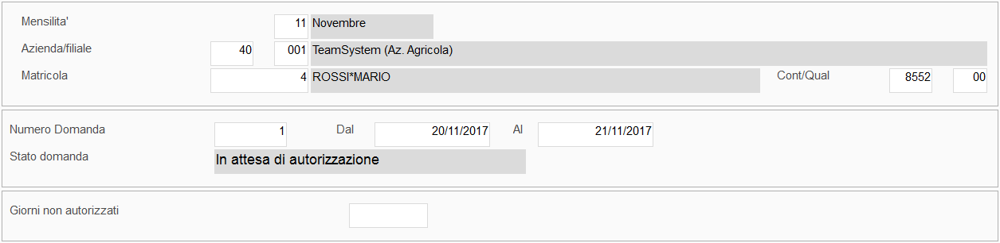 Mensilita' 11 Novembre
Azienda/filiale 40 001 TeamSystem (Az. Agricola)
Matricola 4 ROSSI*MARIO Cont/Qual 8552 00
Numero Domanda 1 Dal 20/11/2017 Al 21/11/2017
Stato domanda In attesa di autorizzazione
Giorni non autorizzati